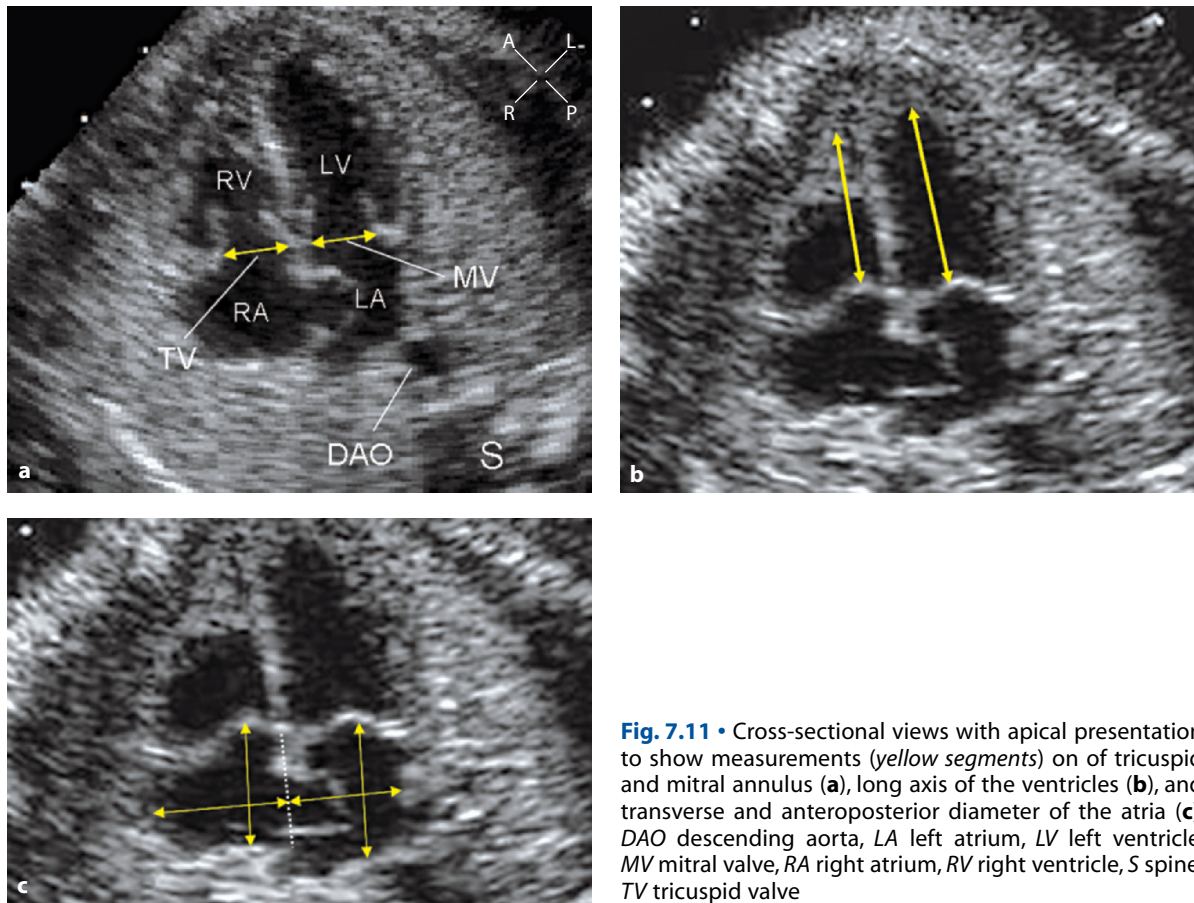 A L
R P
RV LV
MV
RA LA
TV
DAO S
a
b
c
Fig. 7.11 • Cross-sectional views with apical presentation
to show measurements (yellow segments) on of tricuspid
and mitral annulus (a), long axis of the ventricles (b), and
transverse and anteroposterior diameter of the atria (c)
DAO descending aorta, LA left atrium, LV left ventricle
MV mitral valve, RA right atrium, RV right ventricle, S spine
TV tricuspid valve